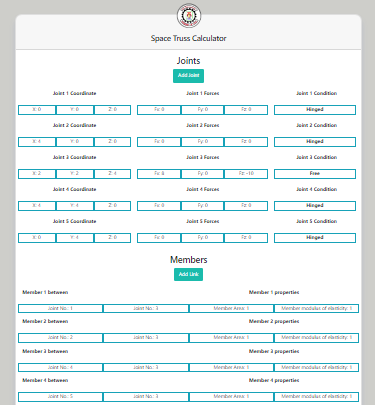 Space Truss Calculator
Joints
Add Joint
Joint 1 Coordinate Joint 1 Forces Joint 1 Condition
X: 0 Y: 0 Z: 0 Fx: 0 Fy: 0 Fz: 0 Hinged
Joint 2 Coordinate Joint 2 Forces Joint 2 Condition
X: 4 Y: 0 Z: 0 Fx: 0 Fy: 0 Fz: 0 Hinged
Joint 3 Coordinate Joint 3 Forces Joint 3 Condition
X: 2 Y: 2 Z: 4 Fx: 8 Fy: 0 Fz: -10 Free
Joint 4 Coordinate Joint 4 Forces Joint 4 Condition
X: 4 Y: 4 Z: 0 Fx: 0 Fy: 0 Fz: 0 Hinged
Joint 5 Coordinate Joint 5 Forces Joint 5 Condition
X: 0 Y: 4 Z: 0 Fx: 0 Fy: 0 Fz: 0 Hinged
Members
Add Link
Member 1 between Member 1 properties
Joint No.: 1 Joint No.: 3 Member Area: 1 Member modulus of elasticity: 1
Member 2 between Member 2 properties
Joint No.: 2 Joint No.: 3 Member Area: 1 Member modulus of elasticity: 1
Member 3 between Member 3 properties
Joint No.: 4 Joint No.: 3 Member Area: 1 Member modulus of elasticity: 1
Member 4 between Member 4 properties
Joint No.: 5 Joint No.: 3 Member Area: 1 Member modulus of elasticity: 1